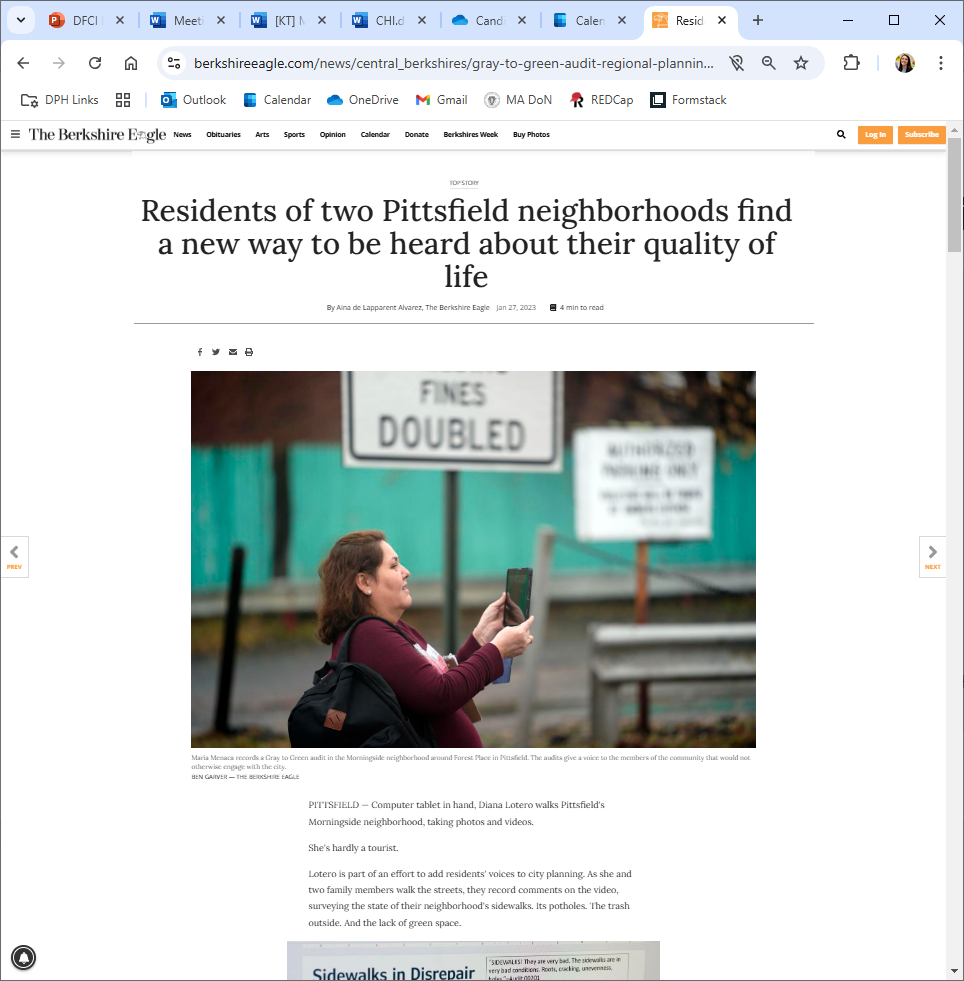 DFCI
Meeti
[KT] M
CHI.d
Candi
Calen
Resid
berkshireeagle.com/news/central_berkshires/gray-to-green-audit-regional-plannin...
DPH Links
Outlook
Calendar
OneDrive
Gmail
MA DoN
REDCap
Formstack
The Berkshire Eagle
News Obituaries Arts Sports Opinion Calendar Donate Berkshires Week Buy Photos
Log In
Subscribe
TOP STORY
Residents of two Pittsfield neighborhoods find
a new way to be heard about their quality of
life
By Aina de Lapparent Alvarez, The Berkshire Eagle Jan 27, 2023 4 min to read
FINES
DOUBLED
AUTHORIZED
PARKING ONLY
PREV
NEXT
Maria Menaca records a Gray to Green audit in the Morningside neighborhood around Forest Place in Pittsfield. The audits give a voice to the members of the community that would not
otherwise engage with the city.
BEN GARVER — THE BERKSHIRE EAGLE
PITTSFIELD — Computer tablet in hand, Diana Lotero walks Pittsfield's
Morningside neighborhood, taking photos and videos.
She's hardly a tourist.
Lotero is part of an effort to add residents' voices to city planning. As she and
two family members walk the streets, they record comments on the video,
surveying the state of their neighborhood's sidewalks. Its potholes. The trash
outside. And the lack of green space.
Sidewalks in Disrepair
"SIDEWALKS! They are very bad. The sidewalks are in
very bad conditions. Roots, cracking, unevenness,